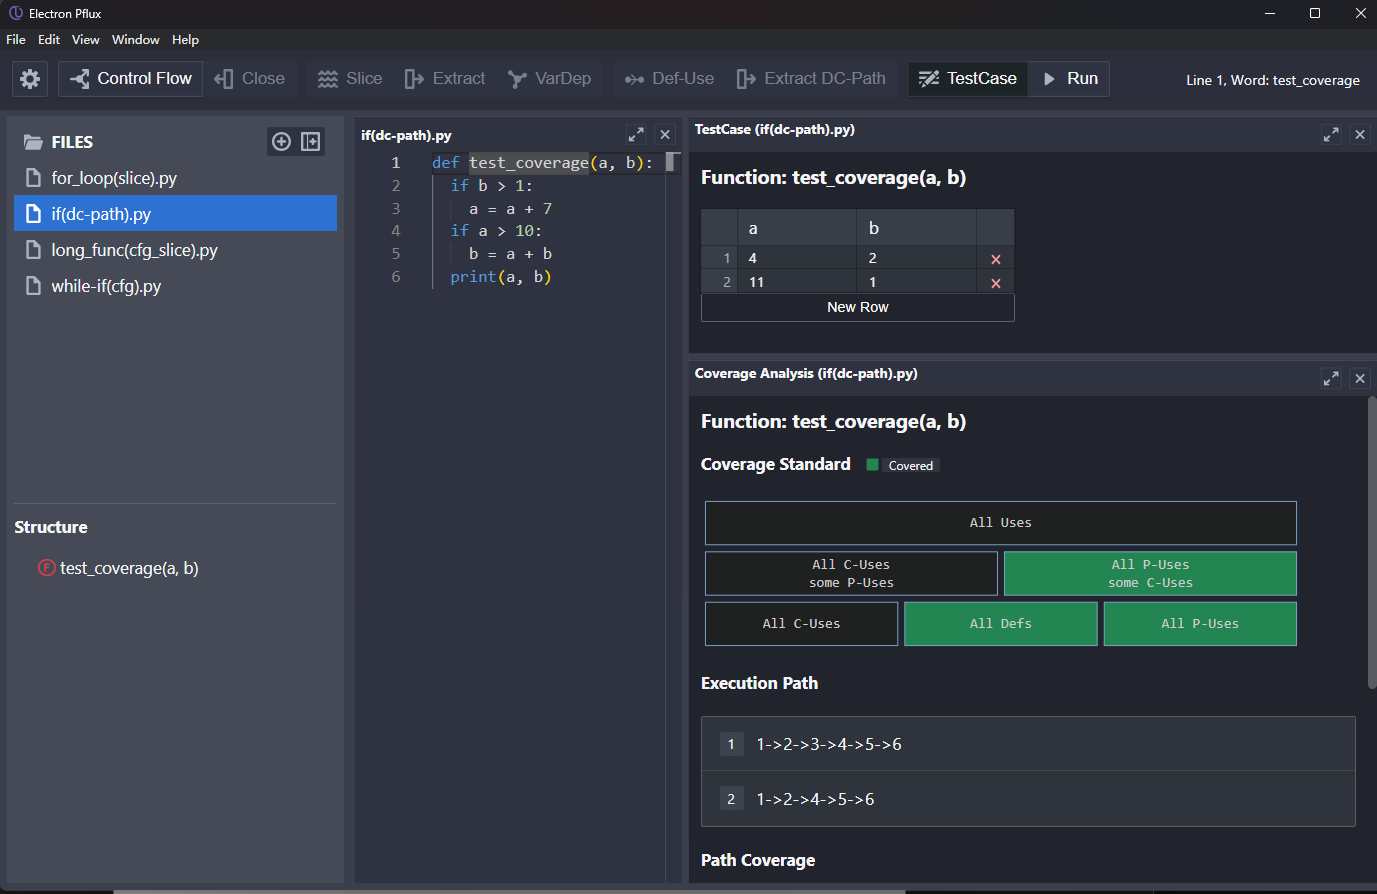 Electron Pflux
File Edit View Window Help
Control Flow Close Slice Extract VarDep Def-Use Extract DC-Path TestCase Run Line 1, Word: test_coverage
FILES
for_loop(slice).py
if(dc-path).py
long_func(cfg_slice).py
while-if(cfg).py
Structure
F test_coverage(a, b)
if(dc-path).py
1 def test_coverage(a, b):
2 if b > 1:
3 a = a + 7
4 if a > 10:
5 b = a + b
6 print(a, b)
TestCase (if(dc-path).py)
Function: test_coverage(a, b)
a b
1 4 2
2 11 1
New Row
Coverage Analysis (if(dc-path).py)
Function: test_coverage(a, b)
Coverage Standard Covered
All Uses
All C-Uses
some P-Uses
All P-Uses
some C-Uses
All C-Uses All Defs All P-Uses
Execution Path
1 1->2->3->4->5->6
2 1->2->4->5->6
Path Coverage